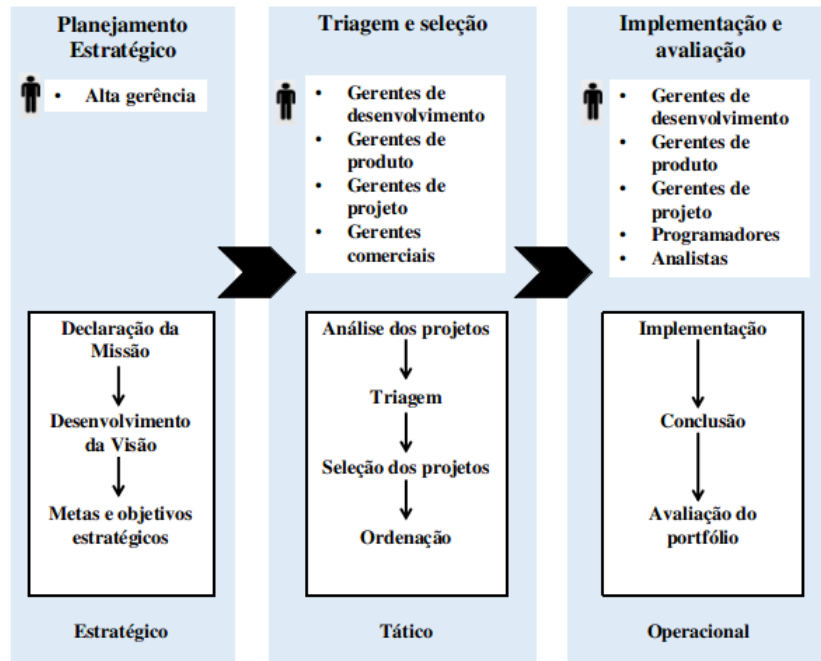 Planejamento
Estratégico
• Alta gerência
Declaração da
Missão
Desenvolvimento
da Visão
Metas e objetivos
estratégicos
Estratégico
Triagem e seleção
• Gerentes de
desenvolvimento
• Gerentes de
produto
• Gerentes de
projeto
• Gerentes
comerciais
Análise dos projetos
Triagem
Seleção dos projetos
Ordenação
Tático
Implementação e
avaliação
• Gerentes de
desenvolvimento
• Gerentes de
produto
• Gerentes de
projeto
• Programadores
• Analistas
Implementação
Conclusão
Avaliação do
portfólio
Operacional